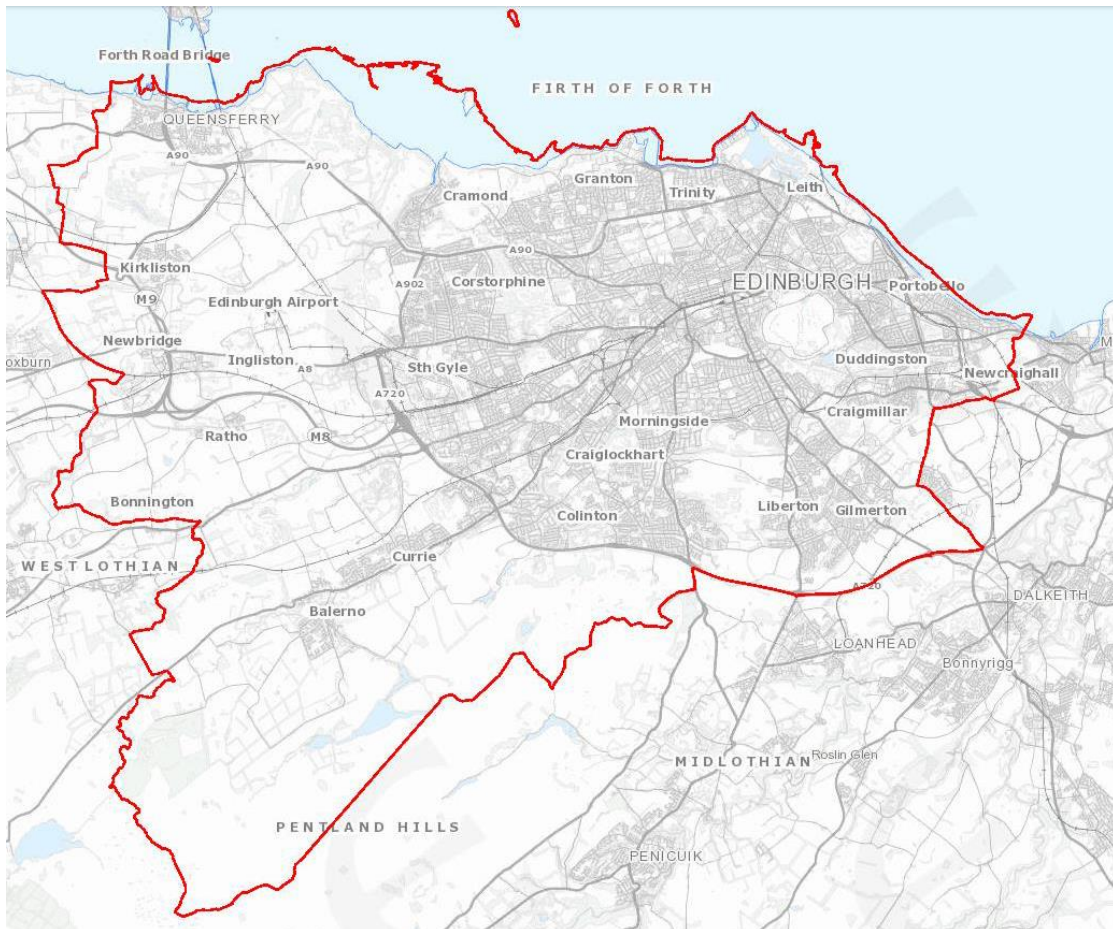 Forth Road Bridge
FIRTH OF FORTH
QUEENSFERRY
A90
A90
Cramond
Granton
Trinity
Leith
A90
Kirkliston
Corstorphine
A902
EDINBURGH
Portobello
M9
Edinburgh Airport
Newbridge
oxburn
Ingliston
A8
Sth Gyle
Duddingston
Newcraighall
M
A720
Craigmillar
Ratho
M8
Morningside
Craiglockhart
Bonnington
Colinton
Liberton
Gilmerton
WEST LOTHIAN
Currie
A720
DALKEITH
Balerno
LOANHEAD
Bonnyrigg
MIDLOTHIAN
Roslin Glen
PENTLAND HILLS
PENICUIK